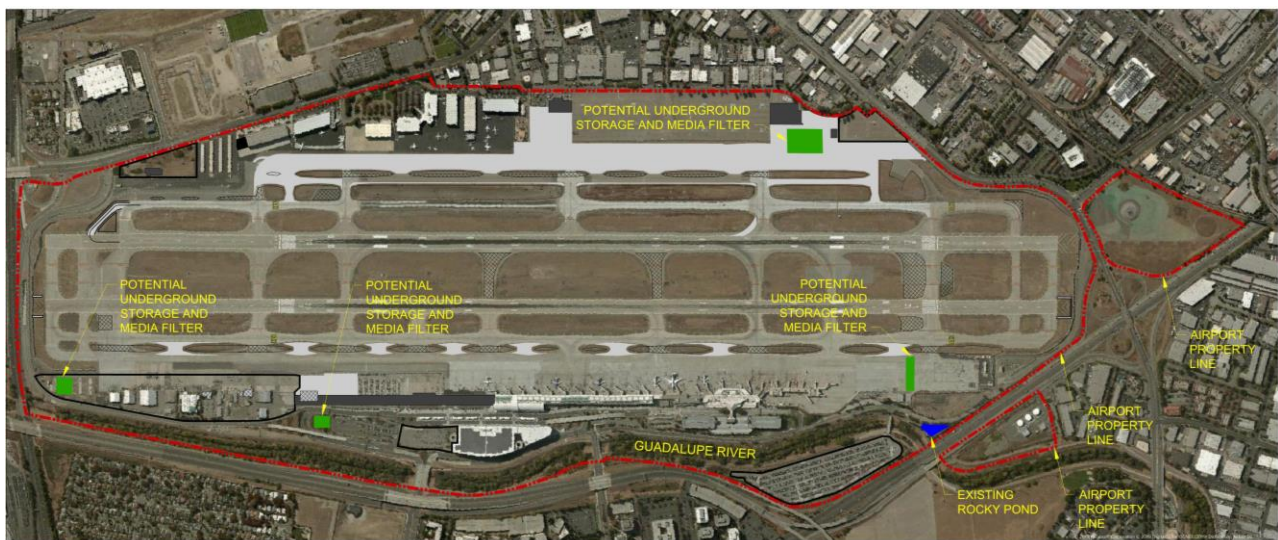 POTENTIAL UNDERGROUND
STORAGE AND MEDIA FILTER
POTENTIAL
UNDERGROUND
STORAGE AND
MEDIA FILTER
POTENTIAL
UNDERGROUND
STORAGE AND
MEDIA FILTER
POTENTIAL
UNDERGROUND
STORAGE AND
MEDIA FILTER
AIRPORT
PROPERTY
LINE
AIRPORT
PROPERTY
LINE
GUADALUPE RIVER
EXISTING
ROCKY POND
AIRPORT
PROPERTY
LINE